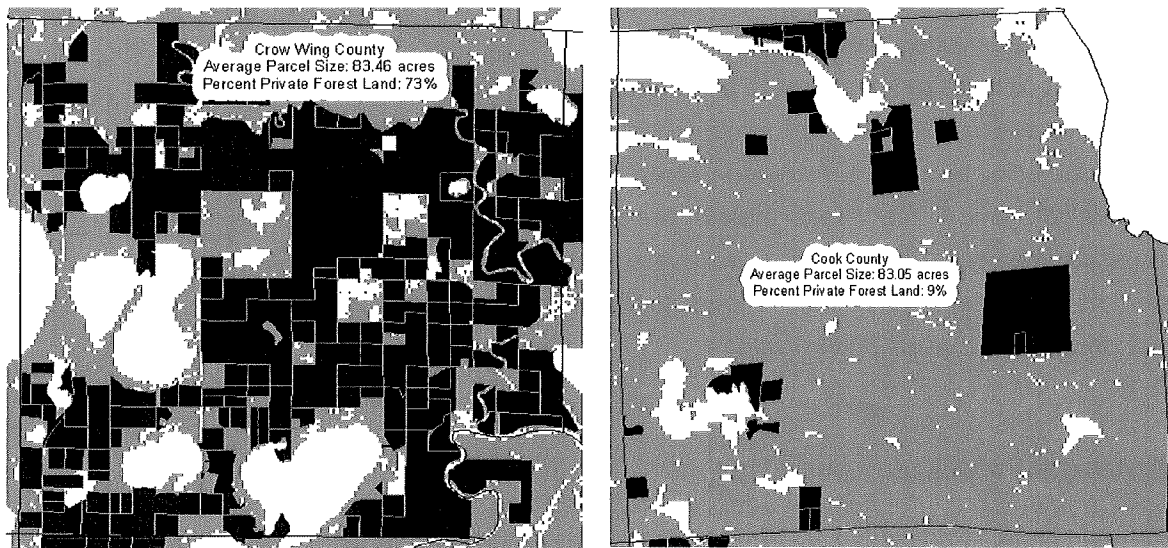 Crow Wing County
Average Parcel Size: 83.46 acres
Percent Private Forest Land: 73%
Cook County
Average Parcel Size: 83.05 acres
Percent Private Forest Land: 9%